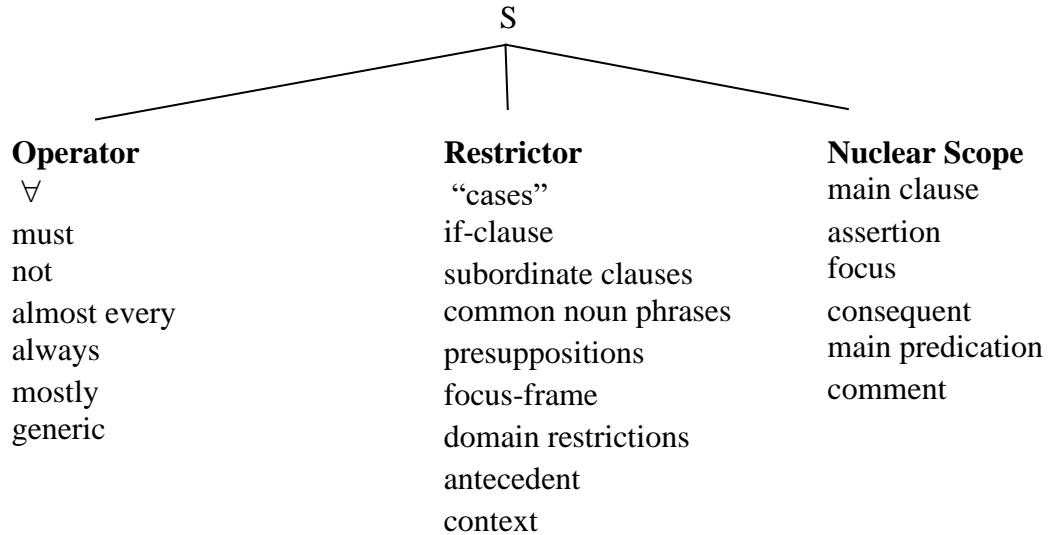 S
Operator
∀
must
not
almost every
always
mostly
generic
Restrictor
“cases”
if-clause
subordinate clauses
common noun phrases
presuppositions
focus-frame
domain restrictions
antecedent
context
Nuclear Scope
main clause
assertion
focus
consequent
main predication
comment